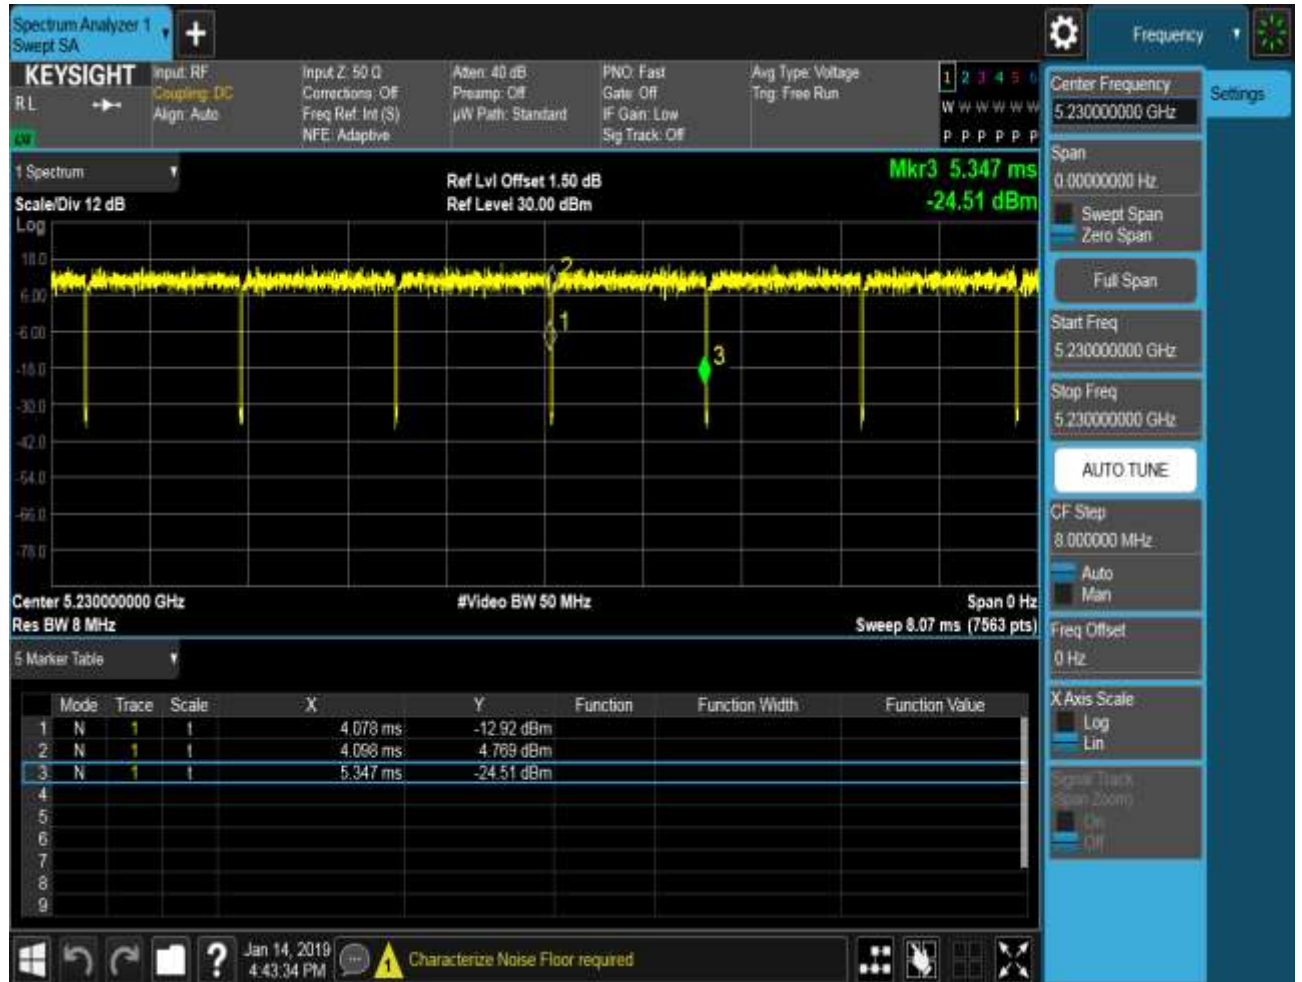 Spectrum Analyzer 1
Swept SA
Frequency
KEYSIGHT
R L
Input: RF
Coupling: DC
Align: Auto
Input Z: 50 Ω
Corrections: Off
Freq Ref: Int (S)
NFE: Adaptive
Atten: 40 dB
Preamp: Off
µW Path: Standard
PNO: Fast
Gate: Off
IF Gain: Low
Sig Track: Off
Avg Type: Voltage
Trig: Free Run
1 2 3 4 5 6
W W W W W W
P P P P P P
Center Frequency
5.230000000 GHz
Settings
Span
0.00000000 Hz
Swept Span
Zero Span
Full Span
Start Freq
5.230000000 GHz
Stop Freq
5.230000000 GHz
AUTO TUNE
CF Step
8.000000 MHz
Auto
Man
Freq Offset
0 Hz
X Axis Scale
Log
Lin
Signal Track
(Span Zoom)
On
Off
1 Spectrum
Scale/Div 12 dB
Log
Ref Lvl Offset 1.50 dB
Ref Level 30.00 dBm
Mkr3 5.347 ms
-24.51 dBm
18.0
6.00
-6.00
-18.0
-30.0
-42.0
-54.0
-66.0
-78.0
2
1
3
Center 5.230000000 GHz
#Video BW 50 MHz
Span 0 Hz
Res BW 8 MHz
Sweep 8.07 ms (7563 pts)
5 Marker Table
Mode Trace Scale X Y Function Function Width Function Value
1 N 1 t 4.078 ms -12.92 dBm
2 N 1 t 4.098 ms 4.769 dBm
3 N 1 t 5.347 ms -24.51 dBm
4
5
6
7
8
9
?
Jan 14, 2019
4:43:34 PM
Characterize Noise Floor required